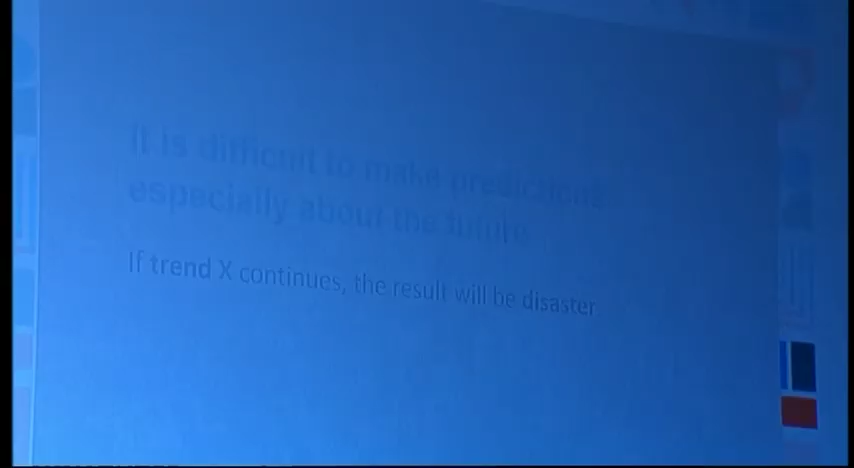 It is difficult to make predictions
especially about the future
If trend X continues, the result will be disaster